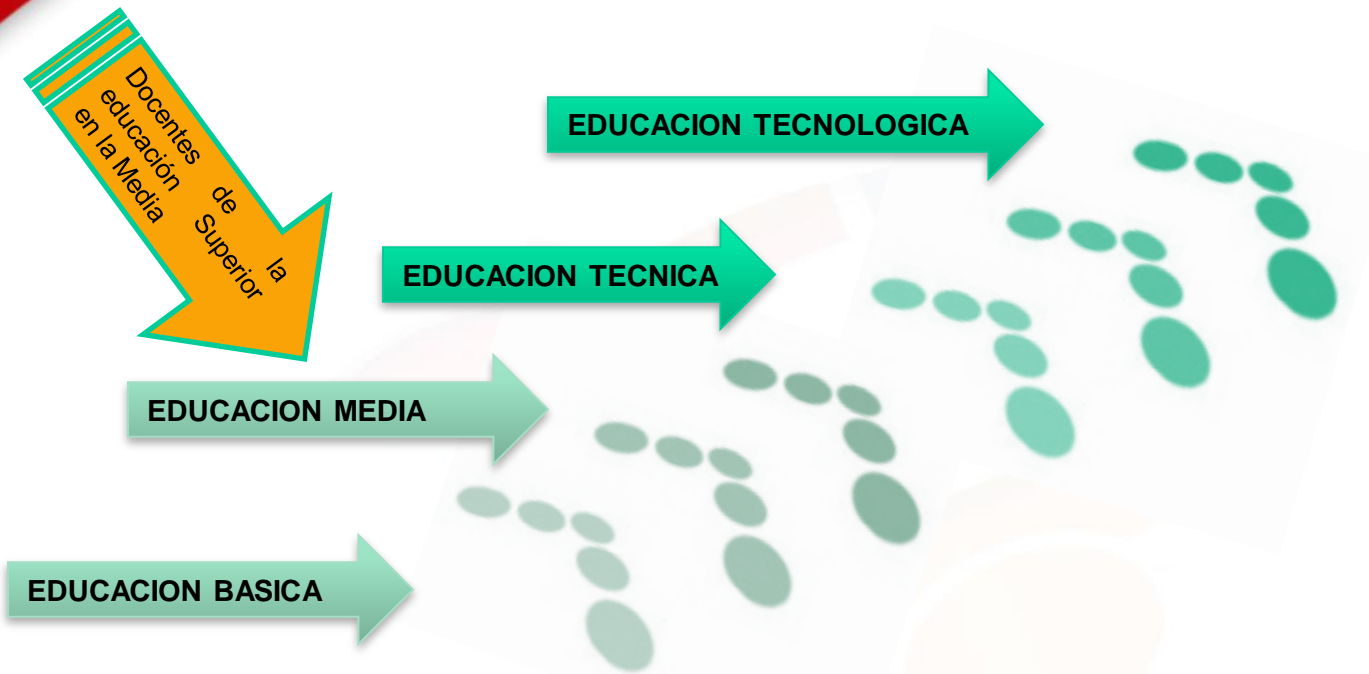 Docentes de la
educación Superior
en la Media
EDUCACION TECNOLOGICA
EDUCACION TECNICA
EDUCACION MEDIA
EDUCACION BASICA